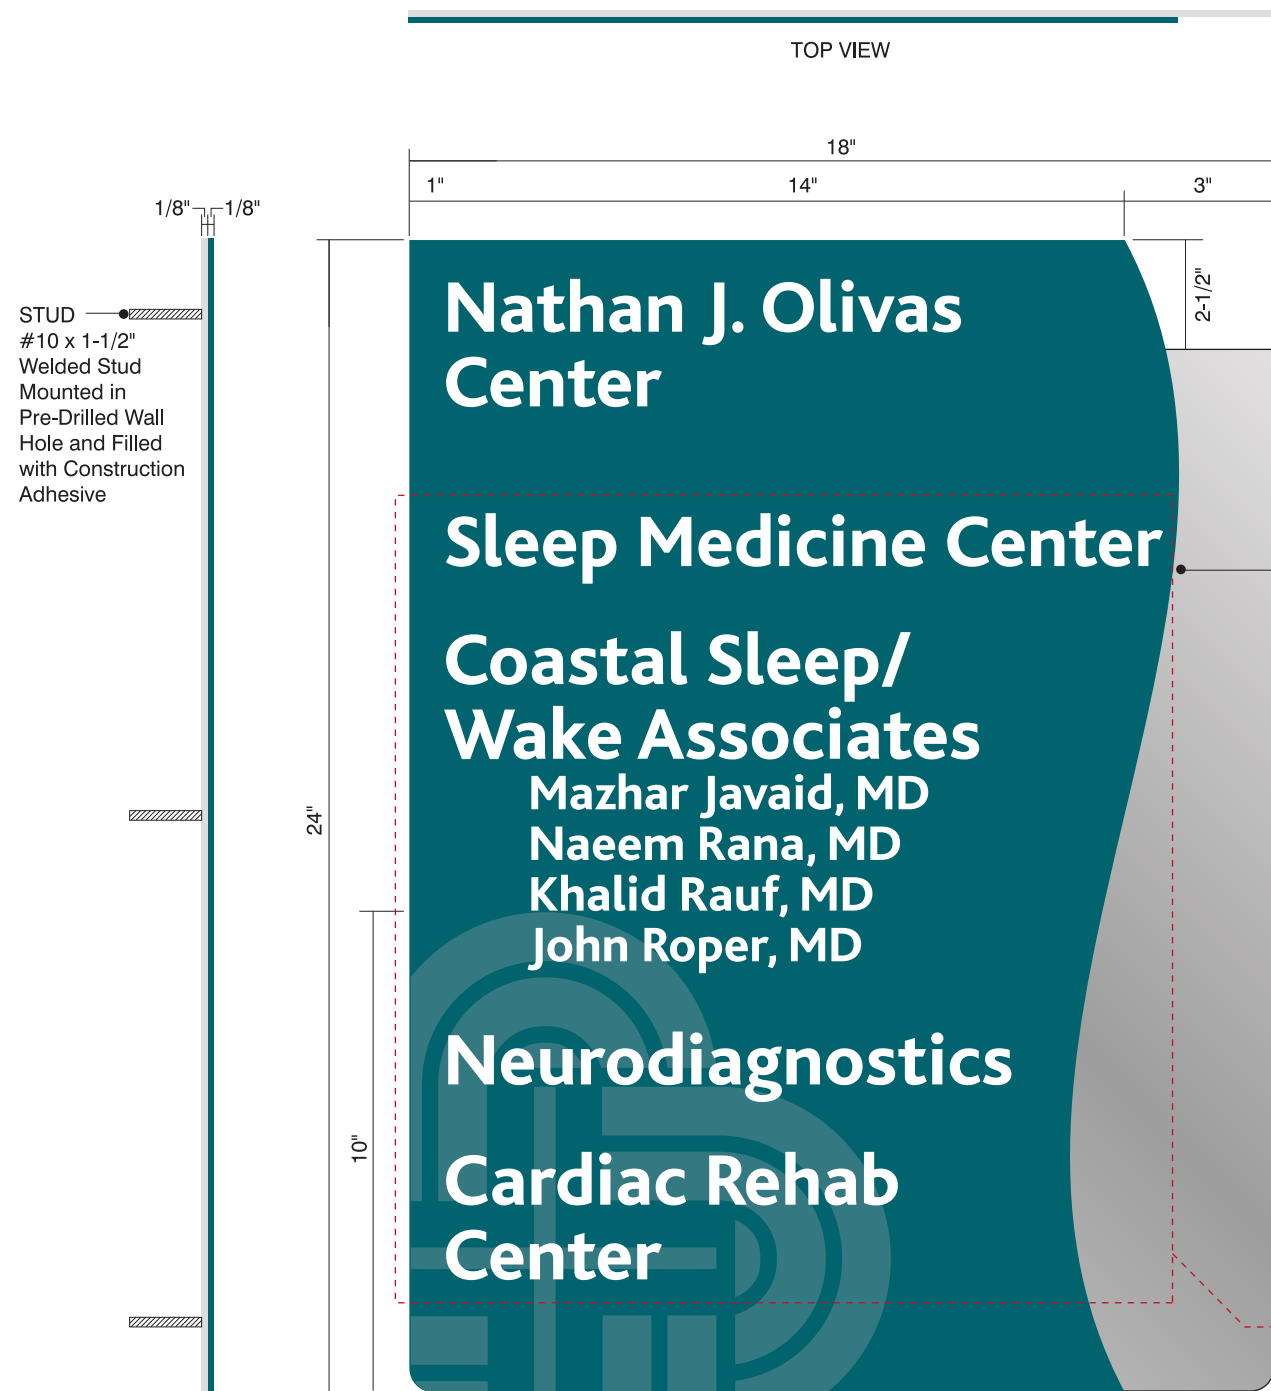 TOP VIEW
18"
1"
14"
3"
1/8"
1/8"
2-1/2"
STUD
#10 x 1-1/2"
Welded Stud
Mounted in
Pre-Drilled Wall
Hole and Filled
with Construction
Adhesive
24"
10"
Nathan J. Olivas
Center
Sleep Medicine Center
Coastal Sleep/
Wake Associates
Mazhar Javaid, MD
Naeem Rana, MD
Khalid Rauf, MD
John Roper, MD
Neurodiagnostics
Cardiac Rehab
Center